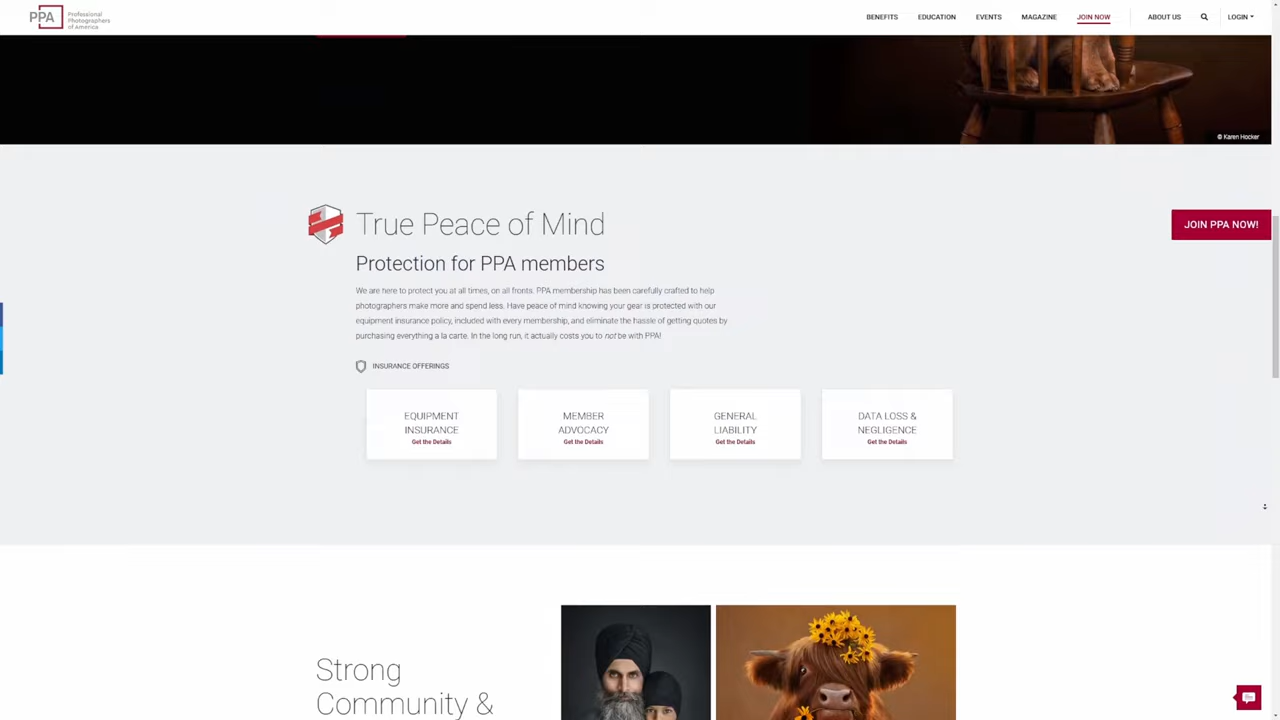 PPA
Professional
Photographers
of America
BENEFITS EDUCATION EVENTS MAGAZINE JOIN NOW ABOUT US LOGIN
© Karen Hocker
True Peace of Mind
JOIN PPA NOW!
Protection for PPA members
We are here to protect you at all times, on all fronts. PPA membership has been carefully crafted to help
photographers make more and spend less. Have peace of mind knowing your gear is protected with our
equipment insurance policy, included with every membership, and eliminate the hassle of getting quotes by
purchasing everything a la carte. In the long run, it actually costs you to not be with PPA!
INSURANCE OFFERINGS
EQUIPMENT
INSURANCE
Get the Details
MEMBER
ADVOCACY
Get the Details
GENERAL
LIABILITY
Get the Details
DATA LOSS &
NEGLIGENCE
Get the Details
Strong
Community &